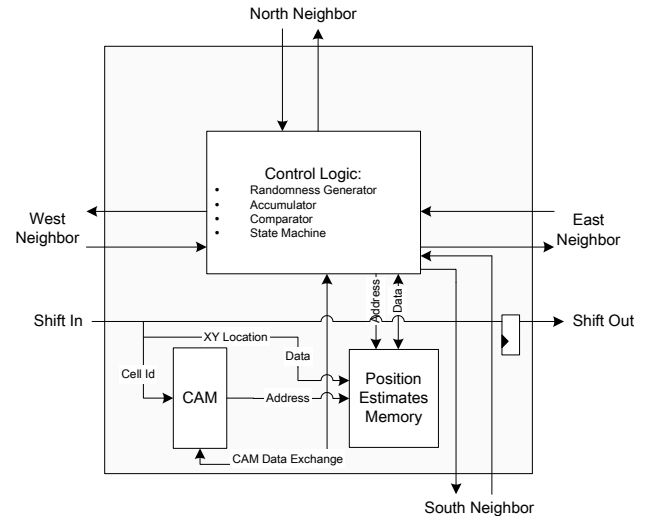 North Neighbor
Control Logic:
• Randomness Generator
• Accumulator
• Comparator
• State Machine
West
Neighbor
East
Neighbor
Address
Data
Shift In
Shift Out
XY Location
Data
Cell Id
CAM
Address
Position
Estimates
Memory
CAM Data Exchange
South Neighbor